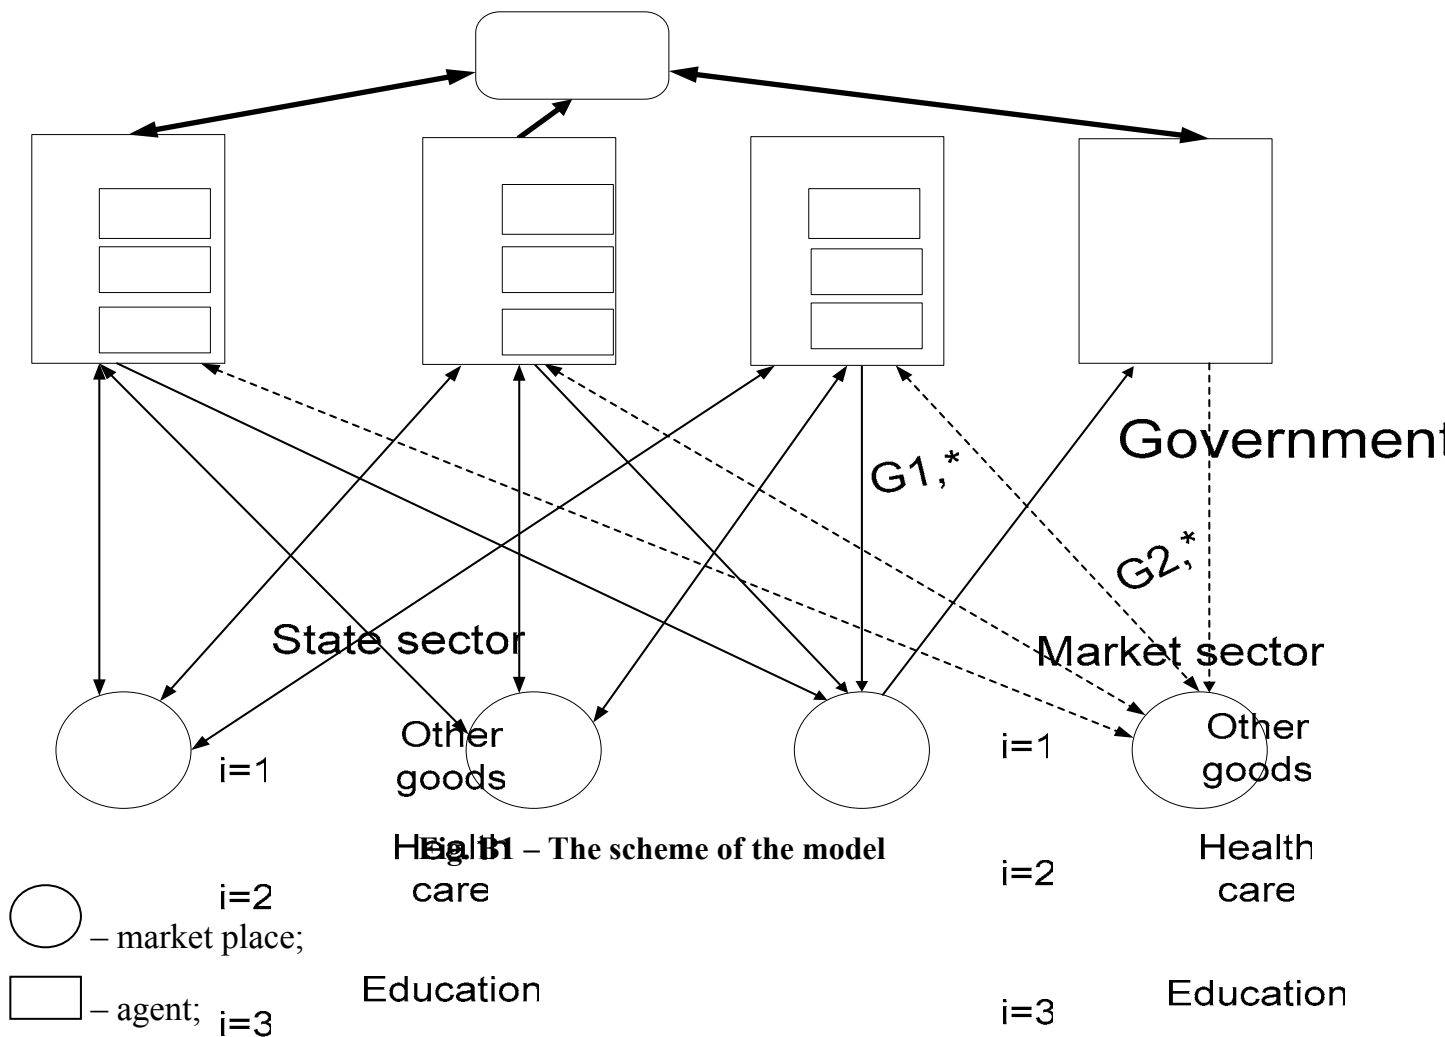 Government
G1,*
G2,*
State sector
Market sector
Other
goods
i=1
i=1
Other
goods
Fig. B1 – The scheme of the model
Health
care
i=2
i=2
Health
care
– market place;
Education
i=3
i=3
Education
– agent;